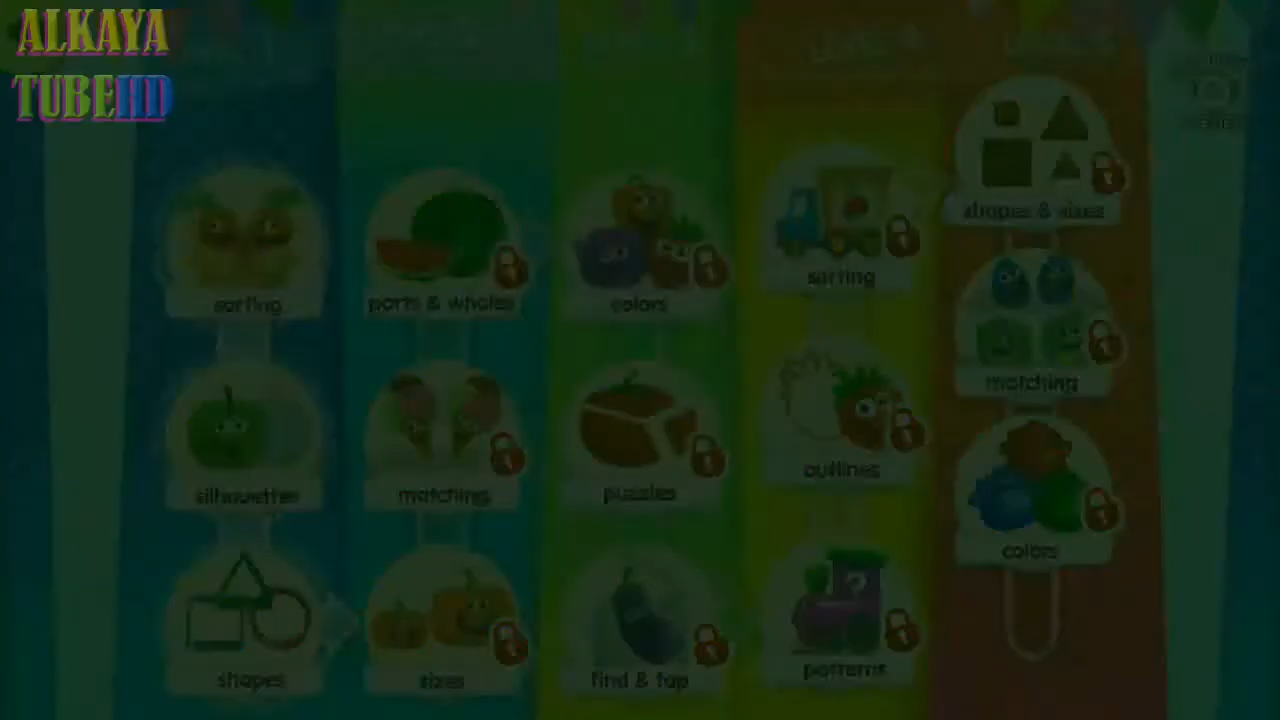 ALKAYA
TUBEHD
shapes & sizes
sorting
parts & wholes
colors
sorting
matching
silhouettes
matching
puzzles
outlines
colors
shapes
sizes
find & tap
patterns